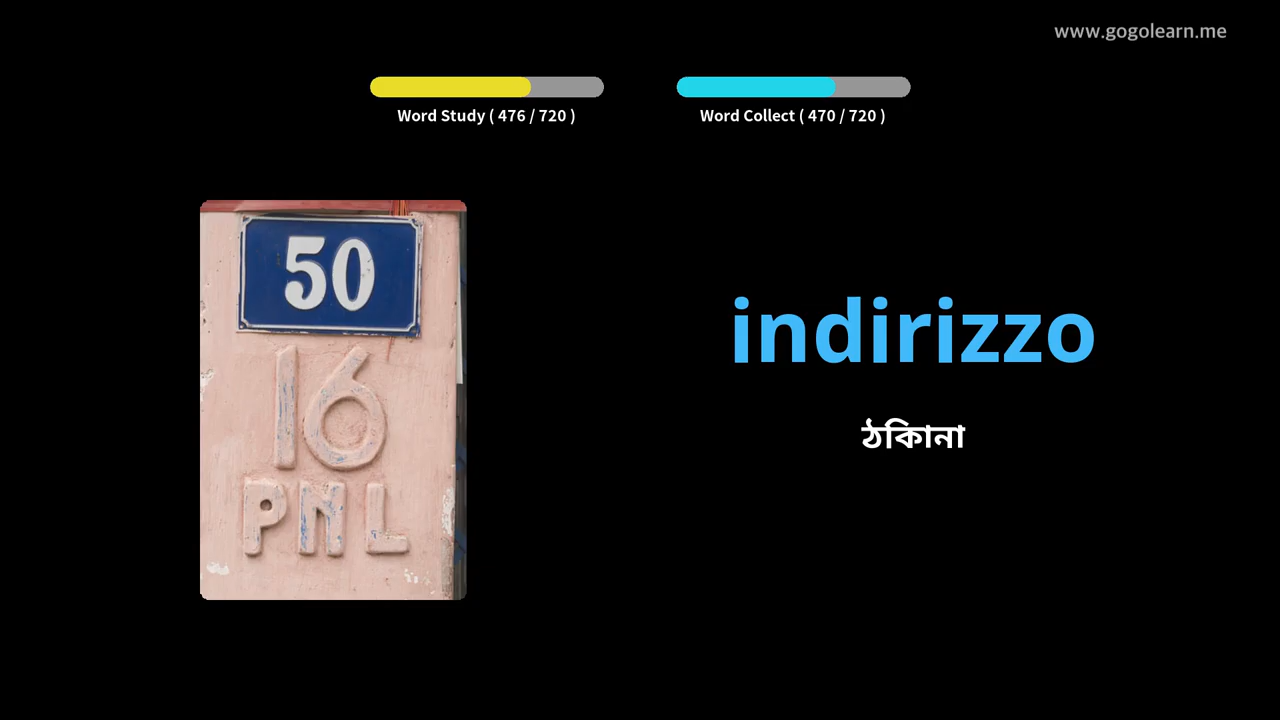 www.gogolearn.me
Word Study ( 476 / 720 )
Word Collect ( 470 / 720 )
50
16
PNL
indirizzo
ঠিকানা